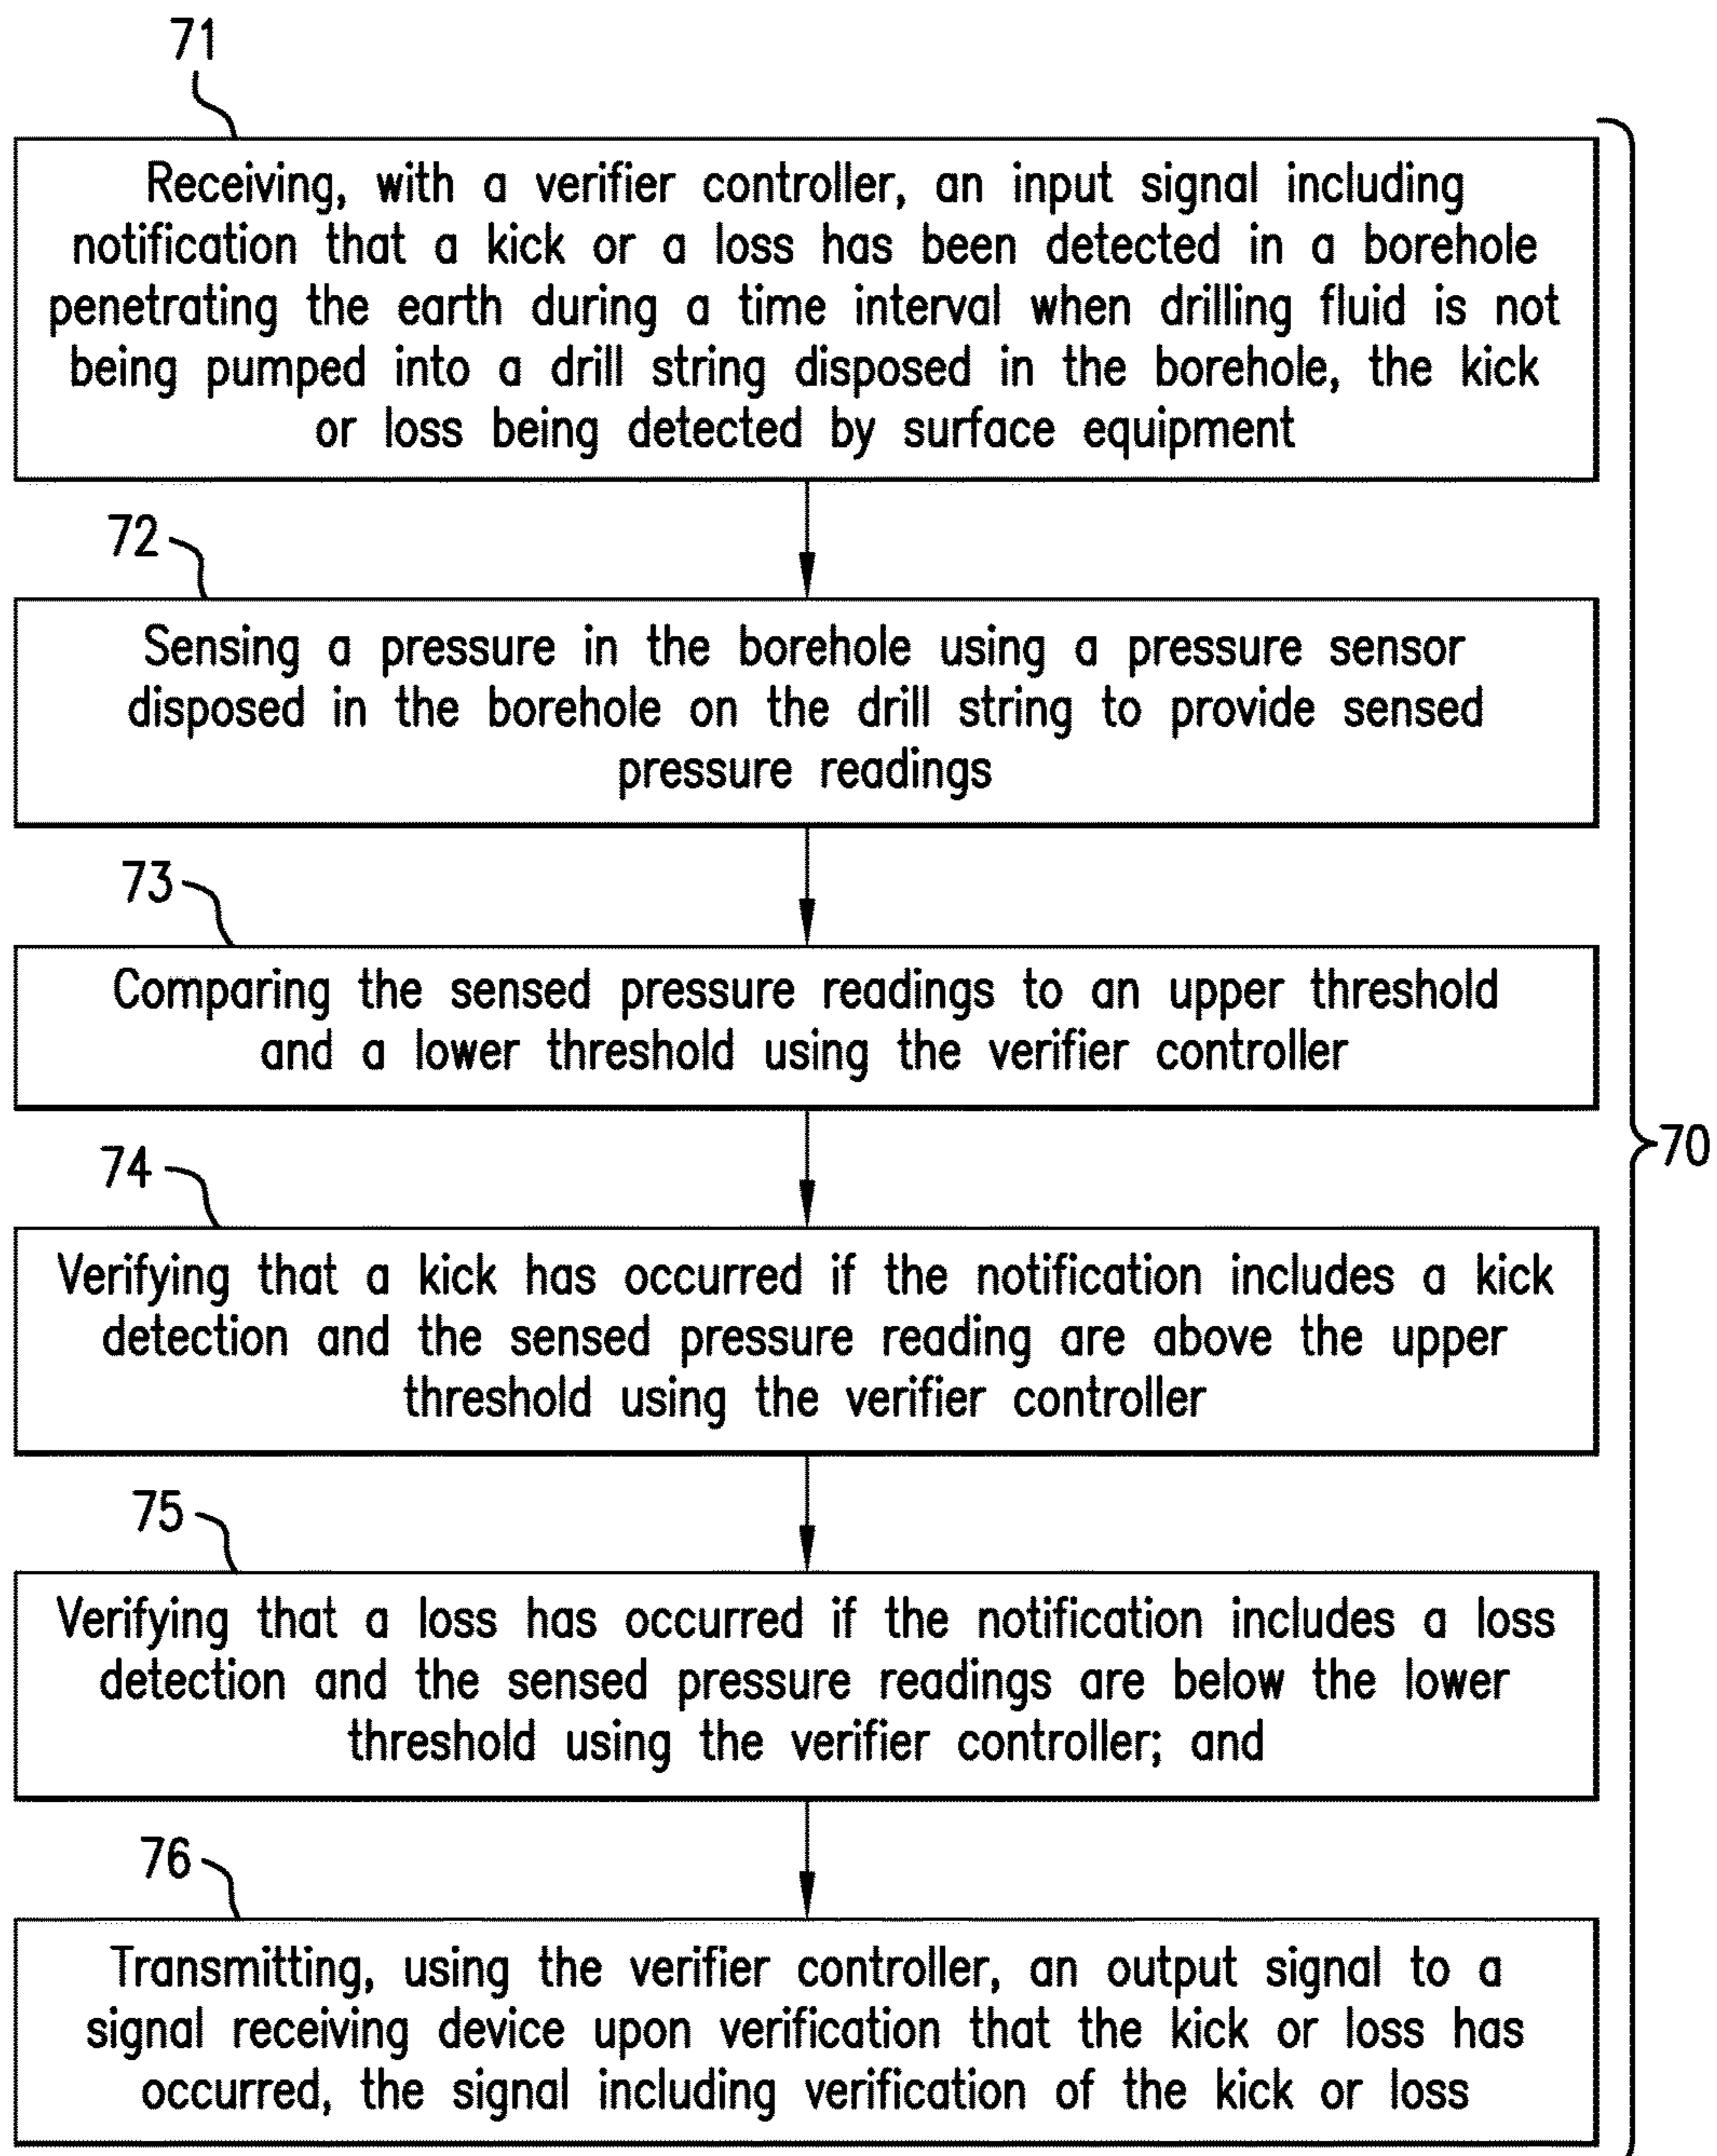 71
Receiving, with a verifier controller, an input signal including
notification that a kick or a loss has been detected in a borehole
penetrating the earth during a time interval when drilling fluid is not
being pumped into a drill string disposed in the borehole, the kick
or loss being detected by surface equipment
72
Sensing a pressure in the borehole using a pressure sensor
disposed in the borehole on the drill string to provide sensed
pressure readings
73
Comparing the sensed pressure readings to an upper threshold
and a lower threshold using the verifier controller
74
70
Verifying that a kick has occurred if the notification includes a kick
detection and the sensed pressure reading are above the upper
threshold using the verifier controller
75
Verifying that a loss has occurred if the notification includes a loss
detection and the sensed pressure readings are below the lower
threshold using the verifier controller; and
76
Transmitting, using the verifier controller, an output signal to a
signal receiving device upon verification that the kick or loss has
occurred, the signal including verification of the kick or loss